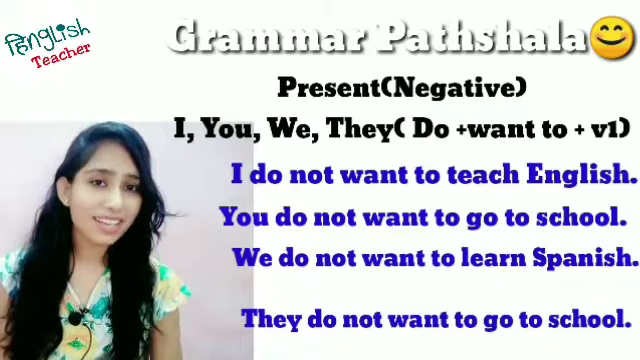 हिnglish
Teacher
Grammar Pathshala😊
Present(Negative)
I, You, We, They( Do +want to + v1)
I do not want to teach English.
You do not want to go to school.
We do not want to learn Spanish.
They do not want to go to school.